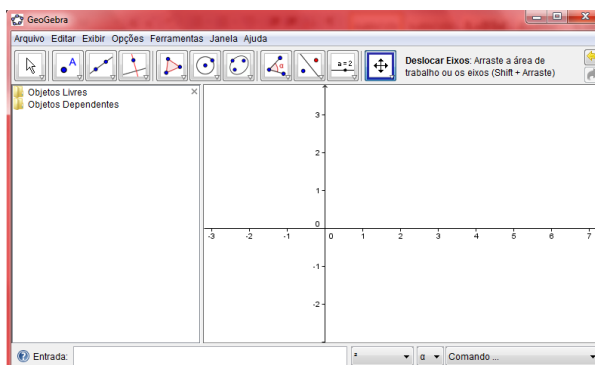 GeoGebra
Arquivo Editar Exibir Opções Ferramentas Janela Ajuda
A
α
a = 2
Deslocar Eixos: Arraste a área de
trabalho ou os eixos (Shift + Arraste)
Objetos Livres
Objetos Dependentes
3
2
1
0
-3 -2 -1 0 1 2 3 4 5 6 7
-1
-2
Entrada:
²
α
Comando ...